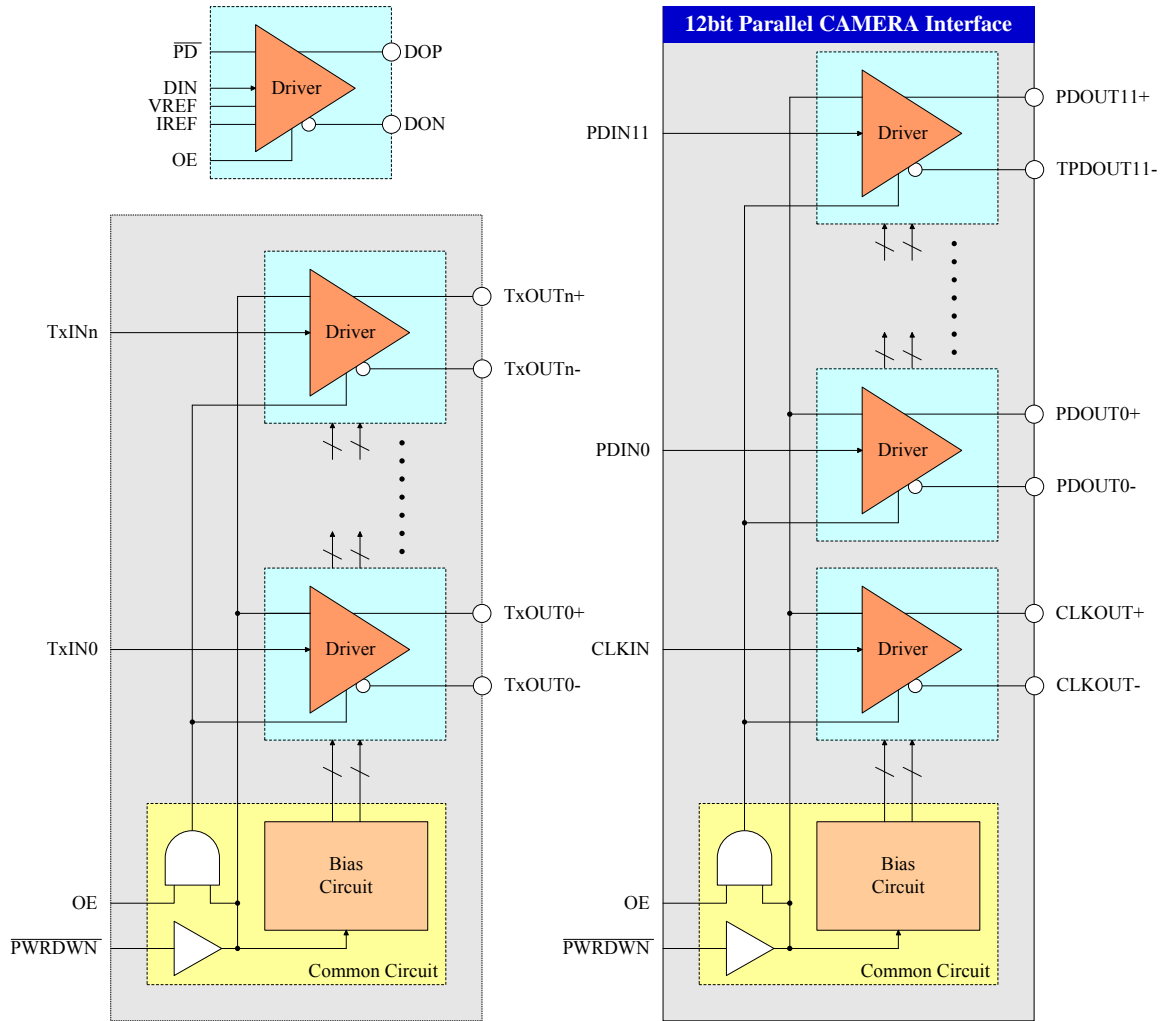 PD
DIN
VREF
IREF
OE
Driver
DOP
DON
TxINn
Driver
TxOUTn+
TxOUTn-
TxIN0
Driver
TxOUT0+
TxOUT0-
Bias
Circuit
OE
PWRDWN
Common Circuit
12bit Parallel CAMERA Interface
PDIN11
Driver
PDOUT11+
TPDOUT11-
PDIN0
Driver
PDOUT0+
PDOUT0-
CLKIN
Driver
CLKOUT+
CLKOUT-
Bias
Circuit
OE
PWRDWN
Common Circuit